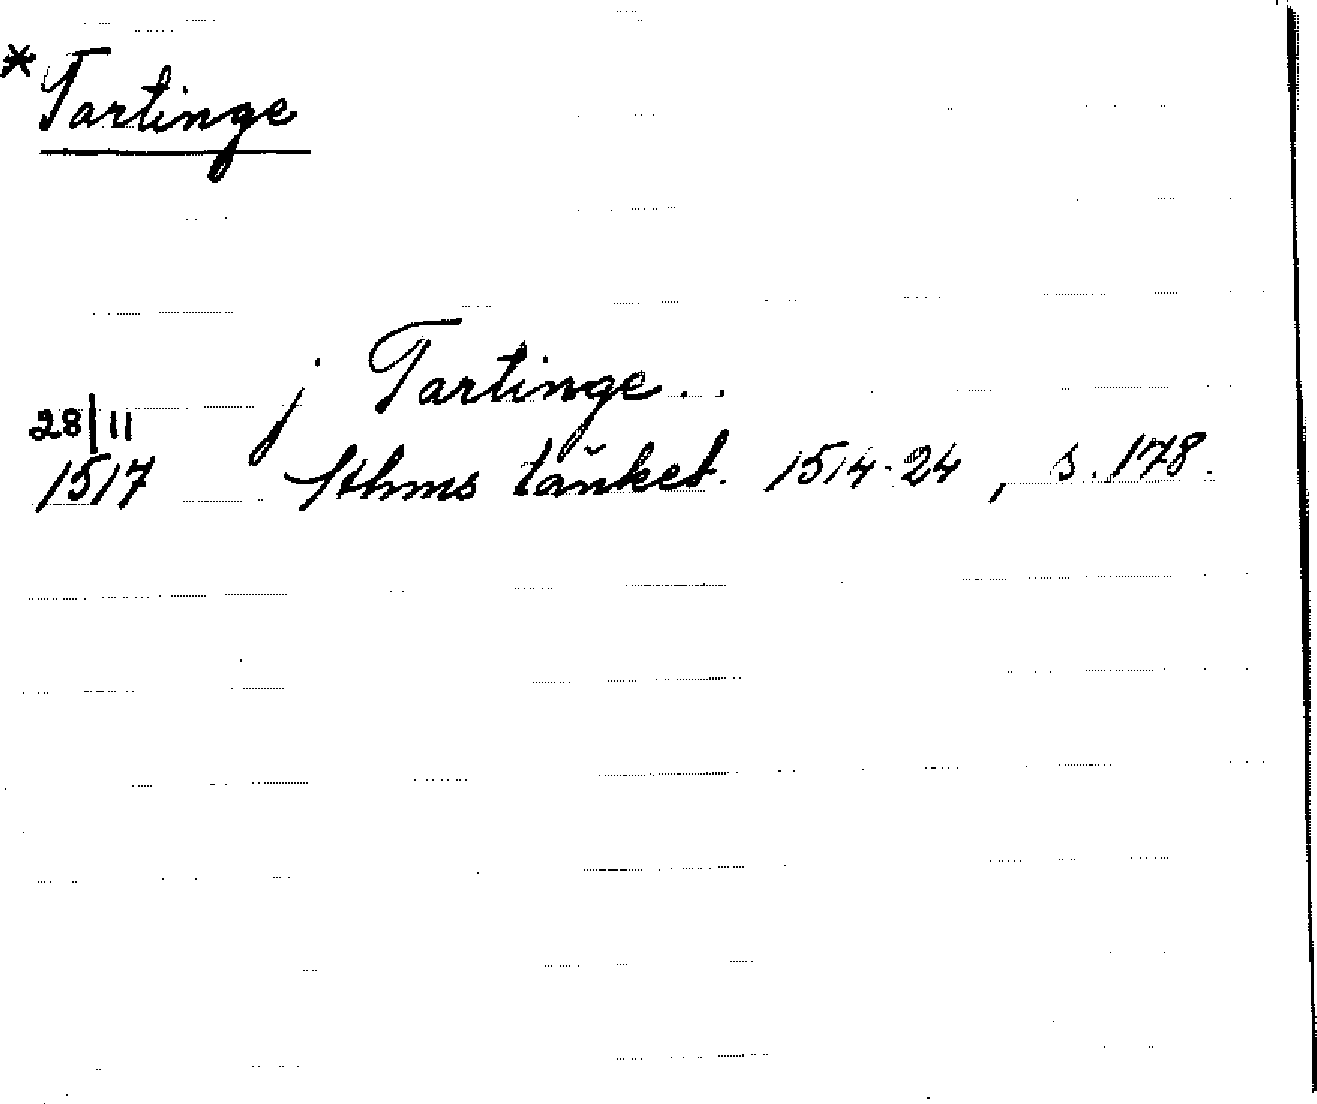 * Tartinge
j Tartinge..
28/11
1517 Sthms tänkeb. 1514-24, s. 178.